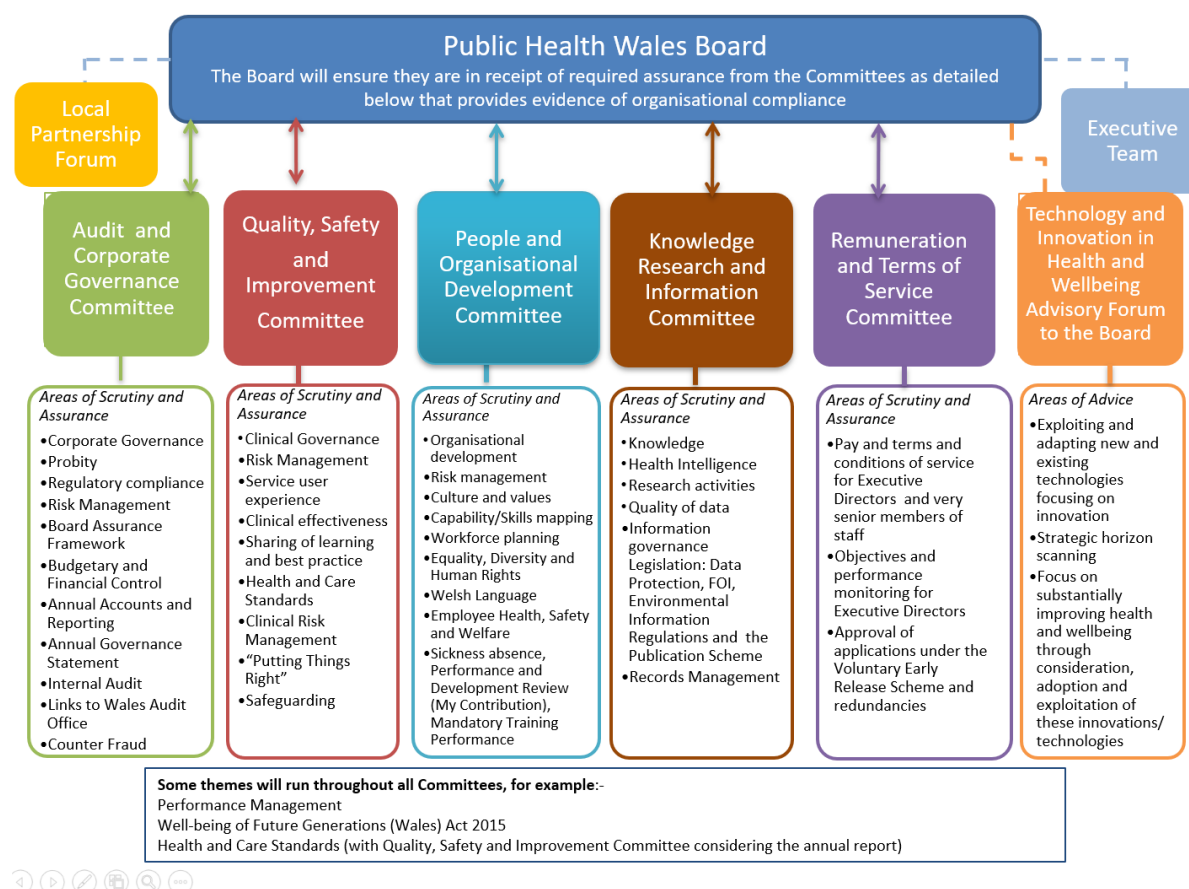 Public Health Wales Board
The Board will ensure they are in receipt of required assurance from the Committees as detailed
below that provides evidence of organisational compliance
Local
Partnership
Forum
Executive
Team
Audit and
Corporate
Governance
Committee
Quality, Safety
and
Improvement
Committee
People and
Organisational
Development
Committee
Knowledge
Research and
Information
Committee
Remuneration
and Terms of
Service
Committee
Technology and
Innovation in
Health and
Wellbeing
Advisory Forum
to the Board
Areas of Scrutiny and
Assurance
•Corporate Governance
•Probity
•Regulatory compliance
•Risk Management
•Board Assurance
Framework
•Budgetary and
Financial Control
•Annual Accounts and
Reporting
•Annual Governance
Statement
•Internal Audit
•Links to Wales Audit
Office
•Counter Fraud
Areas of Scrutiny and
Assurance
•Clinical Governance
•Risk Management
•Service user
experience
•Clinical effectiveness
•Sharing of learning
and best practice
•Health and Care
Standards
•Clinical Risk
Management
•“Putting Things
Right”
•Safeguarding
Areas of Scrutiny and
Assurance
•Organisational
development
•Risk management
•Culture and values
•Capability/Skills mapping
•Workforce planning
•Equality, Diversity and
Human Rights
•Welsh Language
•Employee Health, Safety
and Welfare
•Sickness absence,
Performance and
Development Review
(My Contribution),
Mandatory Training
Performance
Areas of Scrutiny and
Assurance
•Knowledge
•Health Intelligence
•Research activities
•Quality of data
•Information
governance
Legislation: Data
Protection, FOI,
Environmental
Information
Regulations and the
Publication Scheme
•Records Management
Areas of Scrutiny and
Assurance
•Pay and terms and
conditions of service
for Executive
Directors and very
senior members of
staff
•Objectives and
performance
monitoring for
Executive Directors
•Approval of
applications under the
Voluntary Early
Release Scheme and
redundancies
Areas of Advice
•Exploiting and
adapting new and
existing
technologies
focusing on
innovation
•Strategic horizon
scanning
•Focus on
substantially
improving health
and wellbeing
through
consideration,
adoption and
exploitation of
these innovations/
technologies
Some themes will run throughout all Committees, for example:-
Performance Management
Well-being of Future Generations (Wales) Act 2015
Health and Care Standards (with Quality, Safety and Improvement Committee considering the annual report)